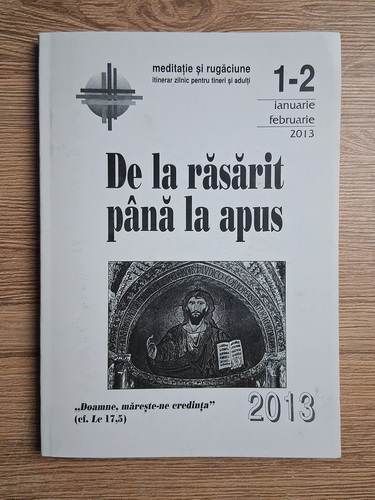 meditație și rugăciune
itinerar zilnic pentru tineri și adulți
1-2
ianuarie
februarie
2013
De la răsărit
până la apus
„Doamne, mărește-ne credința”
(cf. Lc 17,5)
2013